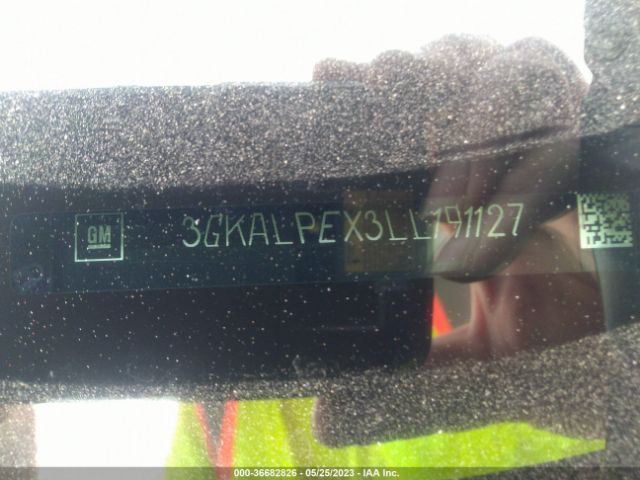 GM
3GKALPEX3LL191127
000-36682826 - 05/25/2023 - IAA Inc.